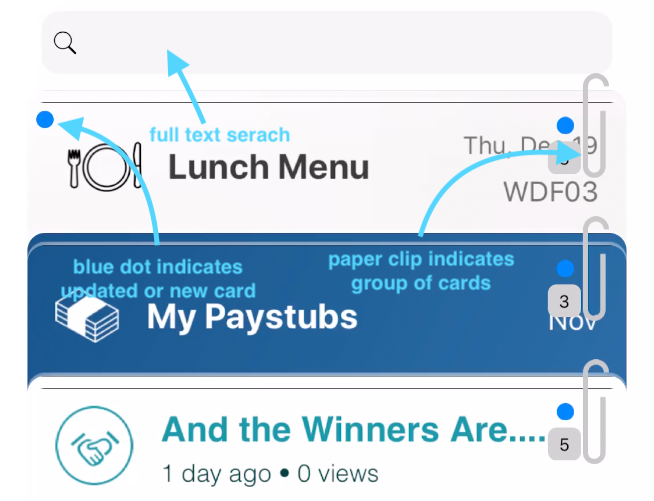 full text serach
Thu, Dec 19
Lunch Menu
WDF03
blue dot indicates
updated or new card
paper clip indicates
group of cards
3
My Paystubs
Nov
And the Winners Are....
5
1 day ago • 0 views